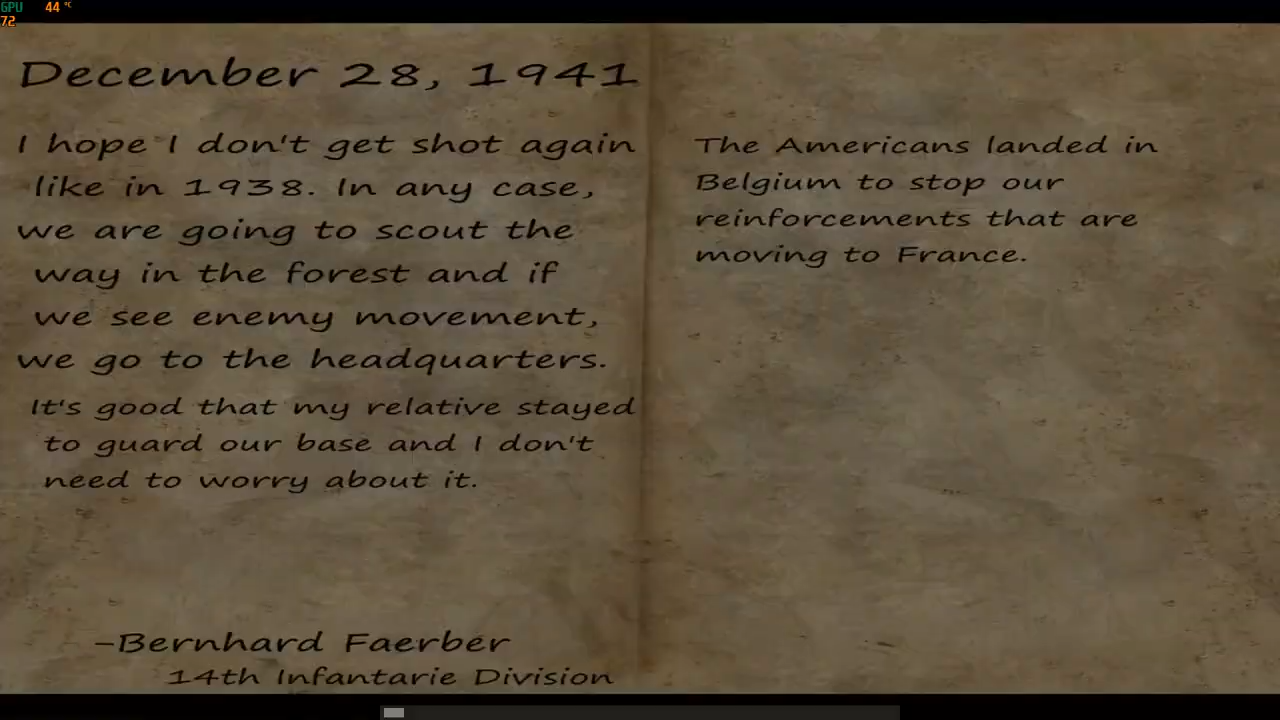 GPU 44 °C
72
December 28, 1941
I hope I don't get shot again
like in 1938. In any case,
we are going to scout the
way in the forest and if
we see enemy movement,
we go to the headquarters.
It's good that my relative stayed
to guard our base and I don't
need to worry about it.
-Bernhard Faerber
14th Infantarie Division
The Americans landed in
Belgium to stop our
reinforcements that are
moving to France.